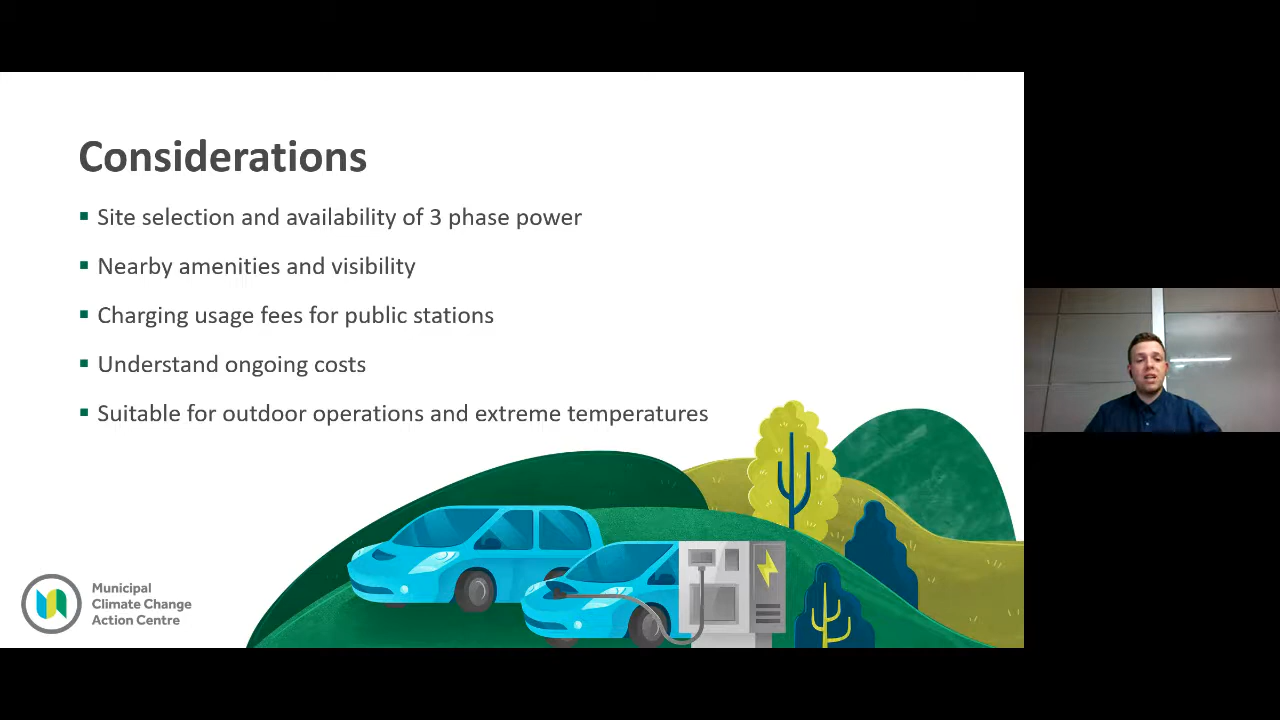 Considerations
Site selection and availability of 3 phase power
Nearby amenities and visibility
Charging usage fees for public stations
Understand ongoing costs
Suitable for outdoor operations and extreme temperatures
Municipal
Climate Change
Action Centre